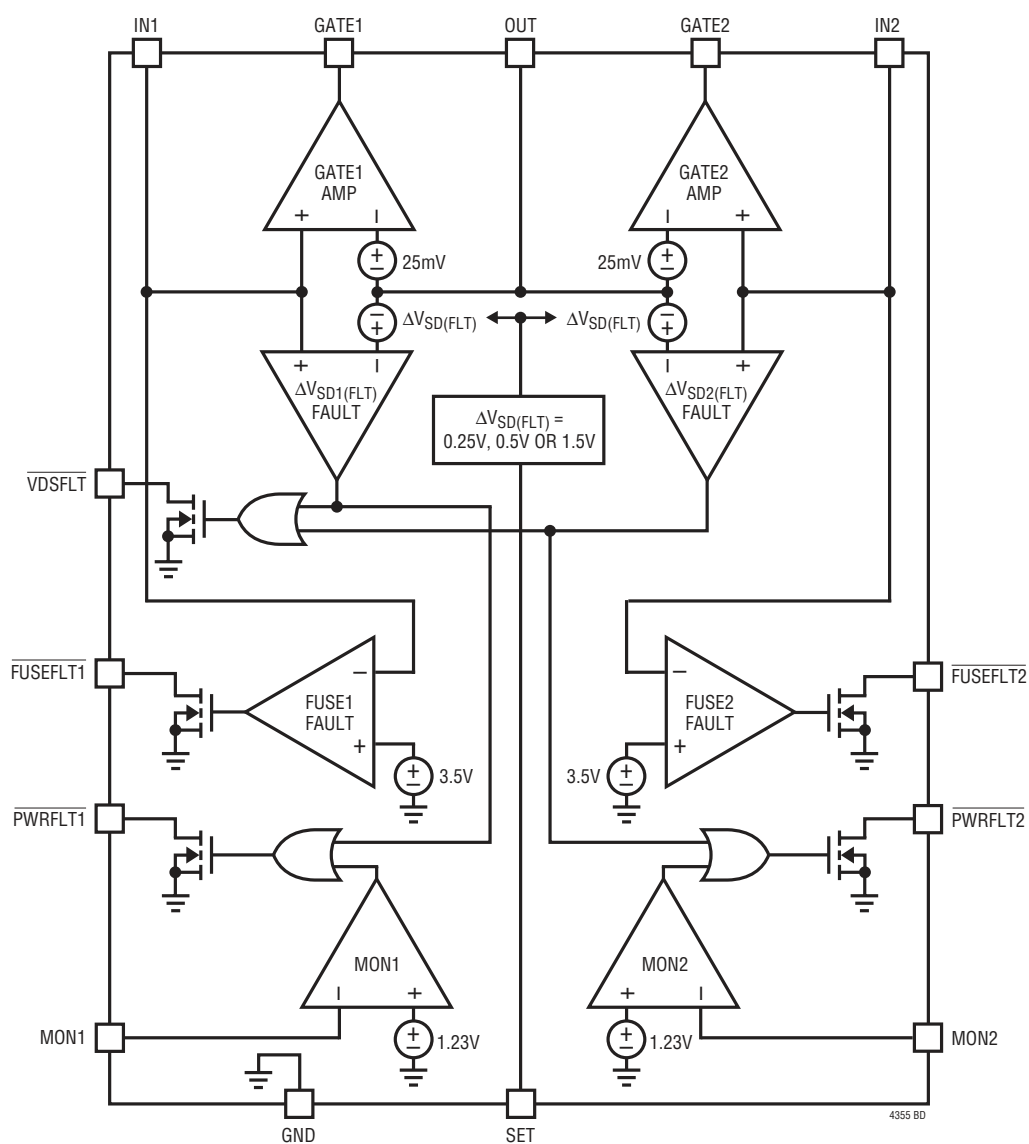 IN1
GATE1
OUT
GATE2
IN2
GATE1
AMP
+
–
GATE2
AMP
–
+
+
–
25mV
25mV
+
–
–
+
ΔVSD(FLT)
ΔVSD(FLT)
–
+
+
–
ΔVSD1(FLT)
FAULT
ΔVSD(FLT) =
0.25V, 0.5V OR 1.5V
–
+
ΔVSD2(FLT)
FAULT
VDSFLT
FUSEFLT1
FUSE1
FAULT
–
+
+
–
3.5V
FUSEFLT2
FUSE2
FAULT
–
+
3.5V
+
–
PWRFLT1
PWRFLT2
MON1
–
+
MON2
+
–
MON1
+
–
1.23V
1.23V
+
–
MON2
GND
SET
4355 BD